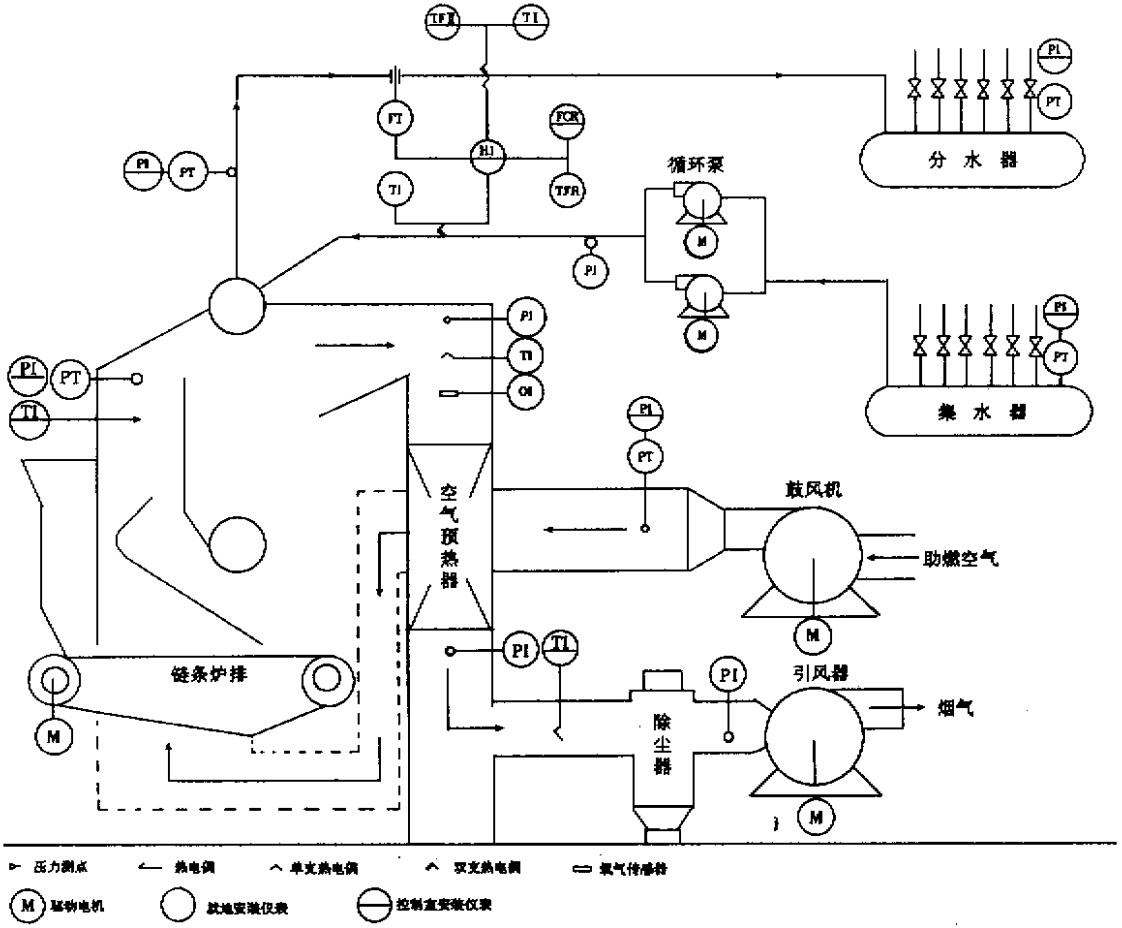 TI
PI
FT
PT
分水器
FCR
HI
循环泵
PI
PT
TI
TFR
M
PI
PI
M
PI
PT
PI
PT
集水器
TI
PI
PT
鼓风机
空气预热器
助燃空气
M
PI
TI
PI
引风器
链条炉排
烟气
除尘器
M
M
压力测点
热电偶
单支热电偶
双支热电偶
氧气传感器
M
驱动电机
就地安装仪表
控制室安装仪表